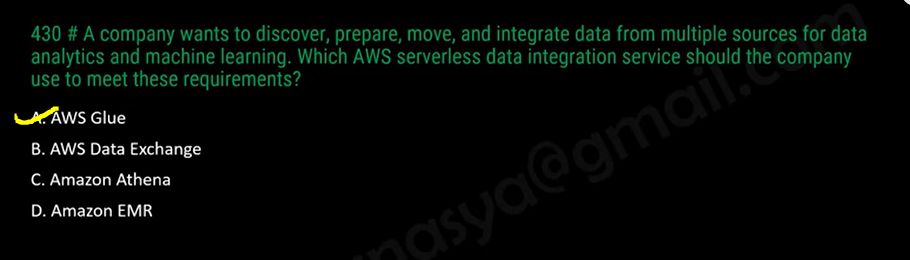 430 # A company wants to discover, prepare, move, and integrate data from multiple sources for data
analytics and machine learning. Which AWS serverless data integration service should the company
use to meet these requirements?
A. AWS Glue
B. AWS Data Exchange
C. Amazon Athena
D. Amazon EMR
nasya@gmail.com